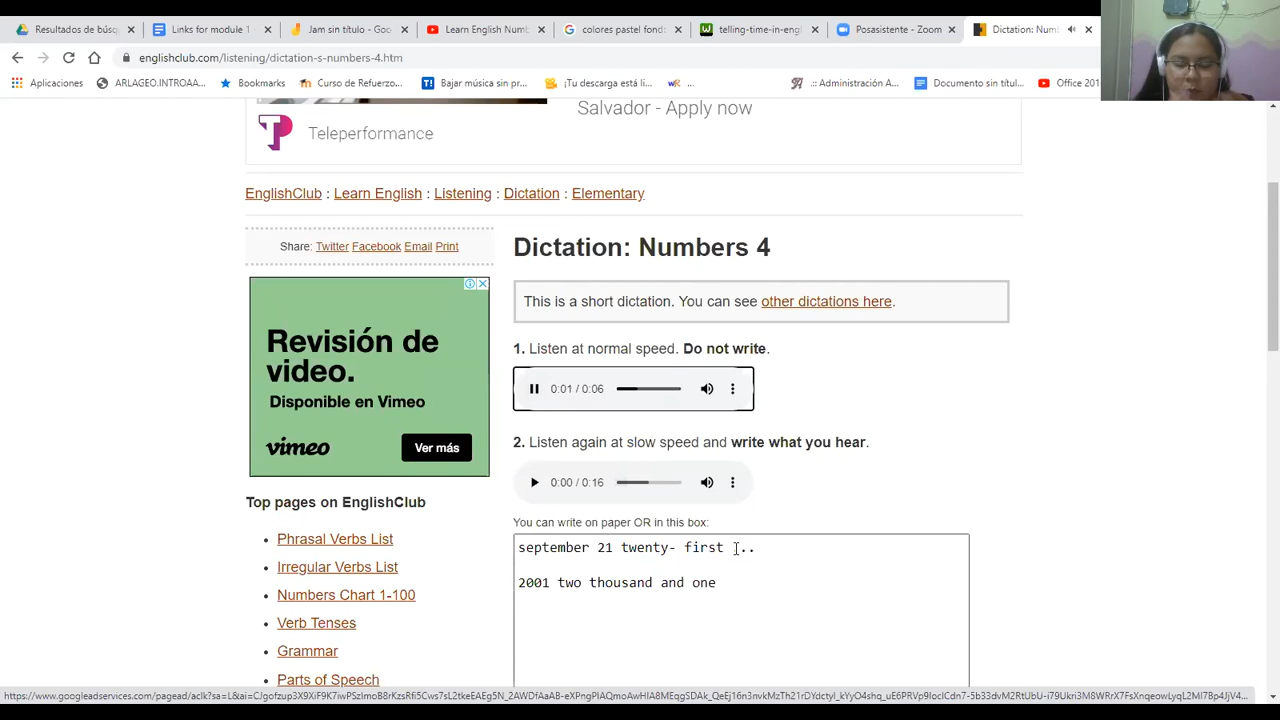 Resultados de búsq
Links for module 1
Jam sin título - Goo
Learn English Num
colores pastel fond
telling-time-in-engl
Posasistente - Zoom
Dictation: Num
englishclub.com/listening/dictation-s-numbers-4.htm
Aplicaciones
ARLAGEO.INTROAA...
Bookmarks
Curso de Refuerzo...
Bajar música sin pr...
¡Tu descarga está li...
wR ...
.:: Administración A...
Documento sin títul...
Office 201
Salvador - Apply now
Teleperformance
EnglishClub : Learn English : Listening : Dictation : Elementary
Share: Twitter Facebook Email Print
Revisión de
video.
Disponible en Vimeo
vimeo
Ver más
Top pages on EnglishClub
Phrasal Verbs List
Irregular Verbs List
Numbers Chart 1-100
Verb Tenses
Grammar
Parts of Speech
Dictation: Numbers 4
This is a short dictation. You can see other dictations here.
1. Listen at normal speed. Do not write.
0:01 / 0:06
2. Listen again at slow speed and write what you hear.
0:00 / 0:16
You can write on paper OR in this box:
september 21 twenty- first ...
2001 two thousand and one